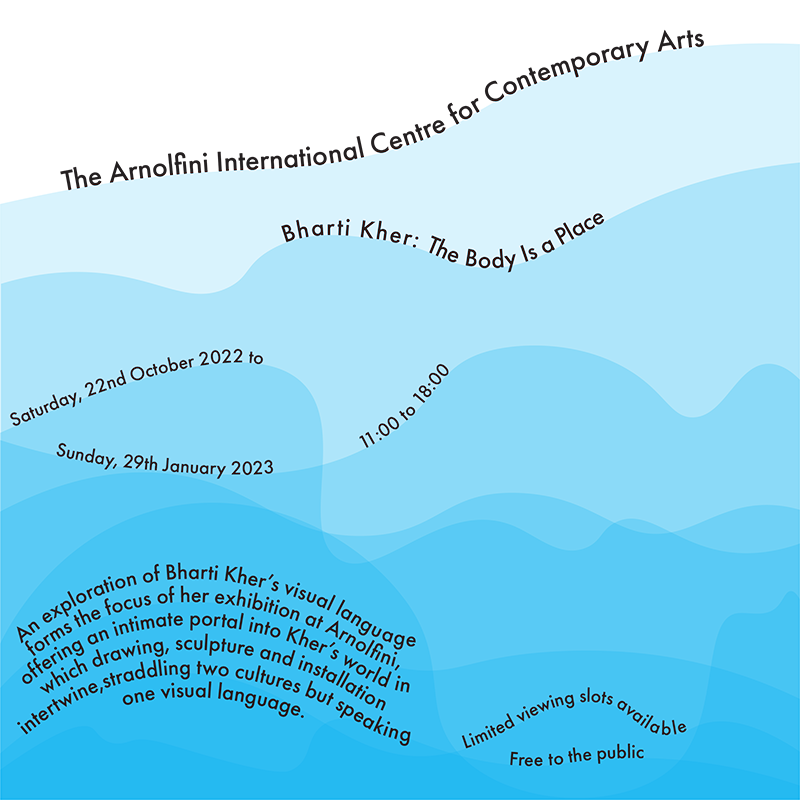 The Arnolfini International Centre for Contemporary Arts
Bharti Kher: The Body Is a Place
Saturday, 22nd October 2022 to
Sunday, 29th January 2023
11:00 to 18:00
An exploration of Bharti Kher's visual language
forms the focus of her exhibition at Arnolfini,
offering an intimate portal into Kher's world in
which drawing, sculpture and installation
intertwine,straddling two cultures but speaking
one visual language.
Limited viewing slots available
Free to the public